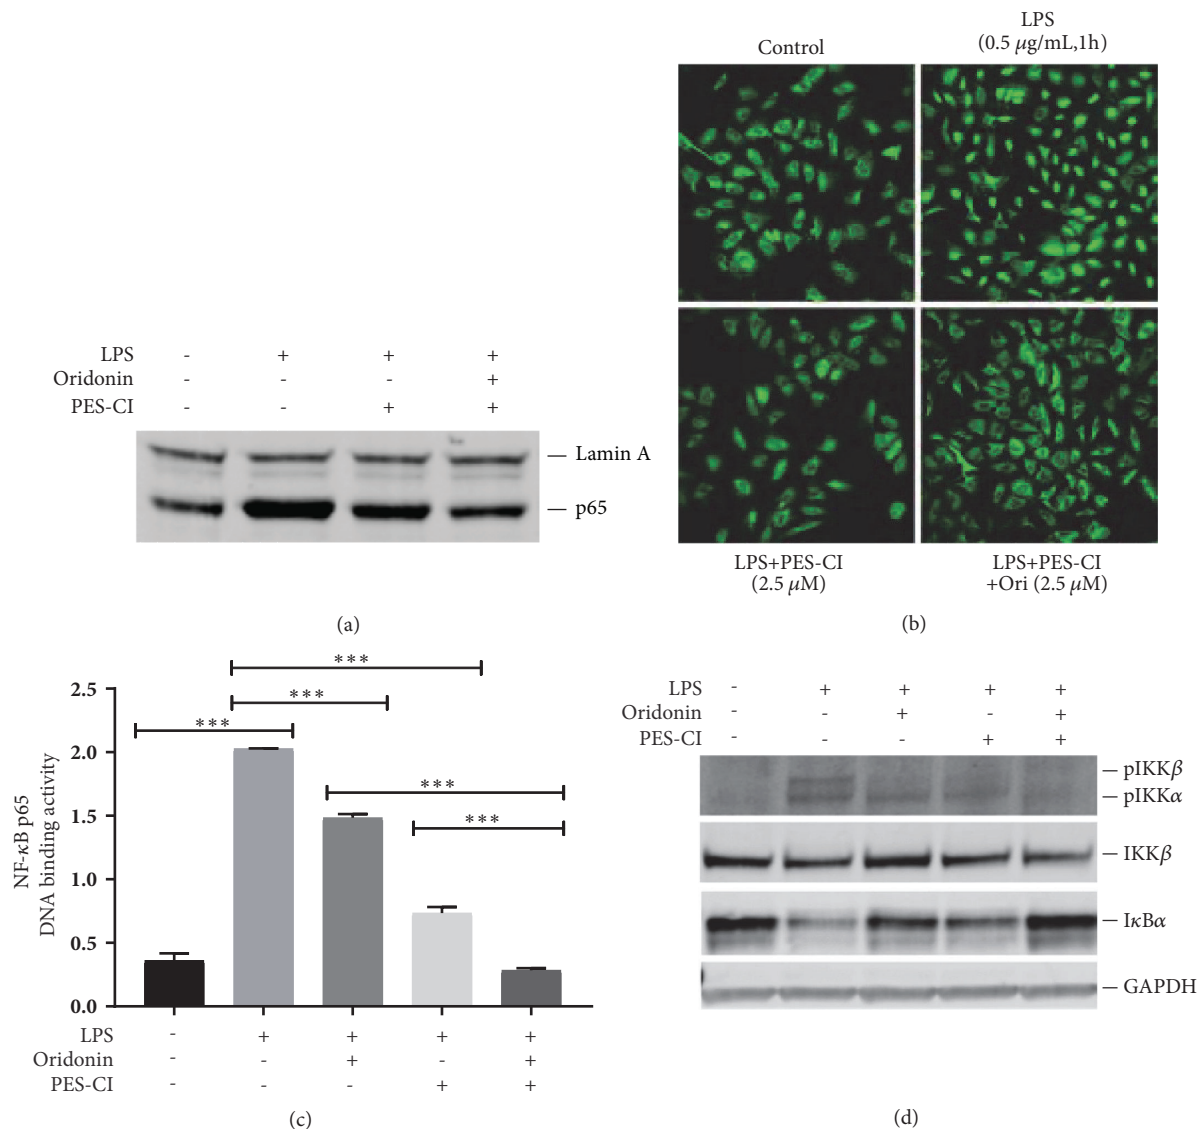 LPS - + + +
Oridonin - - - +
PES-CI - - + +
Lamin A
p65
(a)
Control
LPS
(0.5 μg/mL,1h)
LPS+PES-CI
(2.5 μM)
LPS+PES-CI
+Ori (2.5 μM)
(b)
NF-κB p65
DNA binding activity
2.5
2.0
1.5
1.0
0.5
0.0
***
***
***
***
***
LPS - + + + +
Oridonin - - + - +
PES-CI - - - + +
(c)
LPS - + + + +
Oridonin - - + - +
PES-CI - - - + +
pIKKβ
pIKKα
IKKβ
IκBα
GAPDH
(d)